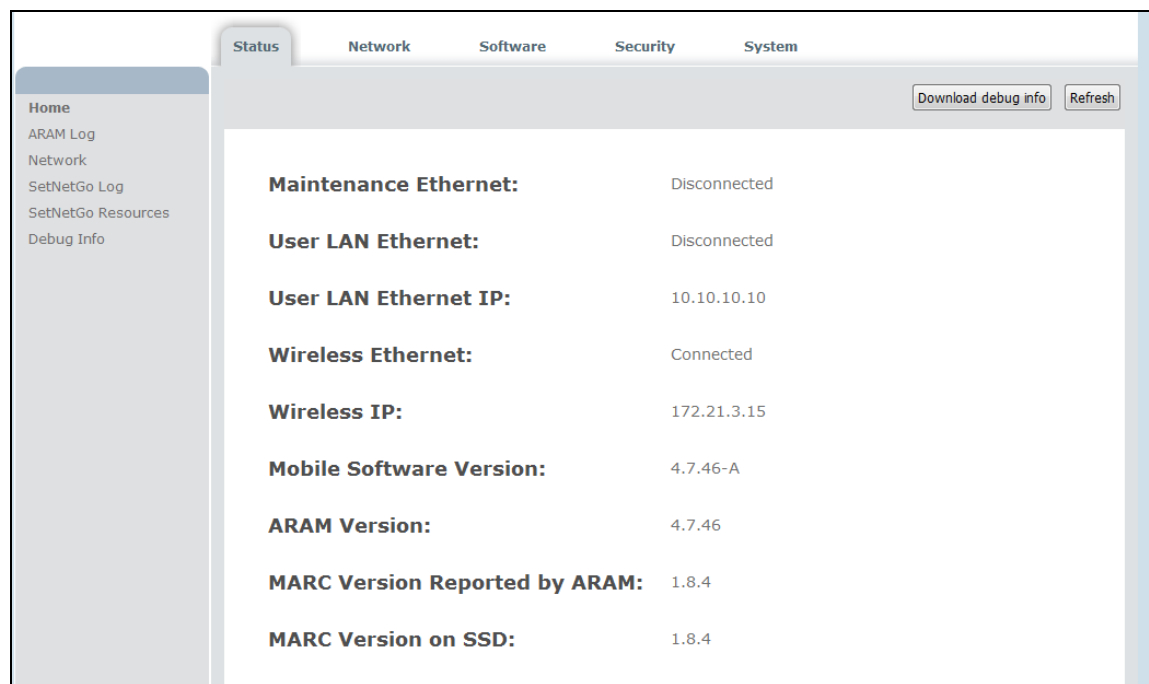 Status Network Software Security System
Download debug info Refresh
Home
ARAM Log
Network
SetNetGo Log
SetNetGo Resources
Debug Info
Maintenance Ethernet: Disconnected
User LAN Ethernet: Disconnected
User LAN Ethernet IP: 10.10.10.10
Wireless Ethernet: Connected
Wireless IP: 172.21.3.15
Mobile Software Version: 4.7.46-A
ARAM Version: 4.7.46
MARC Version Reported by ARAM: 1.8.4
MARC Version on SSD: 1.8.4